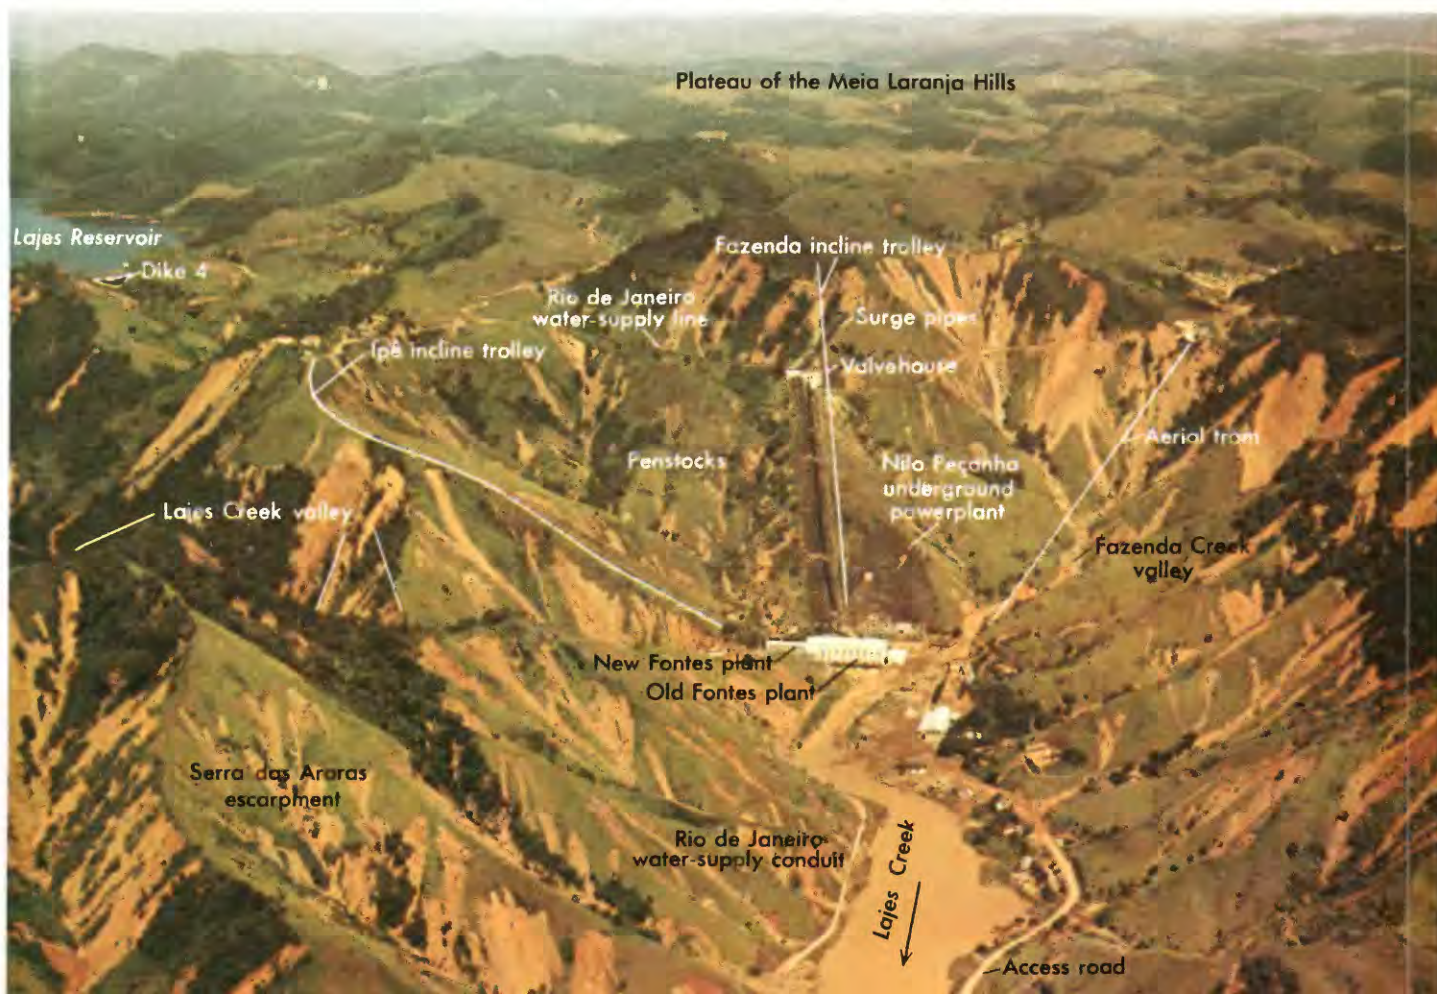 Plateau of the Meia Laranja Hills
Lajes Reservoir
Dike 4
Fazenda incline trolley
Rio de Janeiro
water-supply line
Surge pipes
Ipê incline trolley
Valvehouse
Aerial tram
Penstocks
Nilo Peçanha
underground
powerplant
Lajes Creek valley
Fazenda Creek
valley
New Fontes plant
Old Fontes plant
Serra das Araras
escarpment
Rio de Janeiro
water-supply conduit
Lajes Creek
Access road